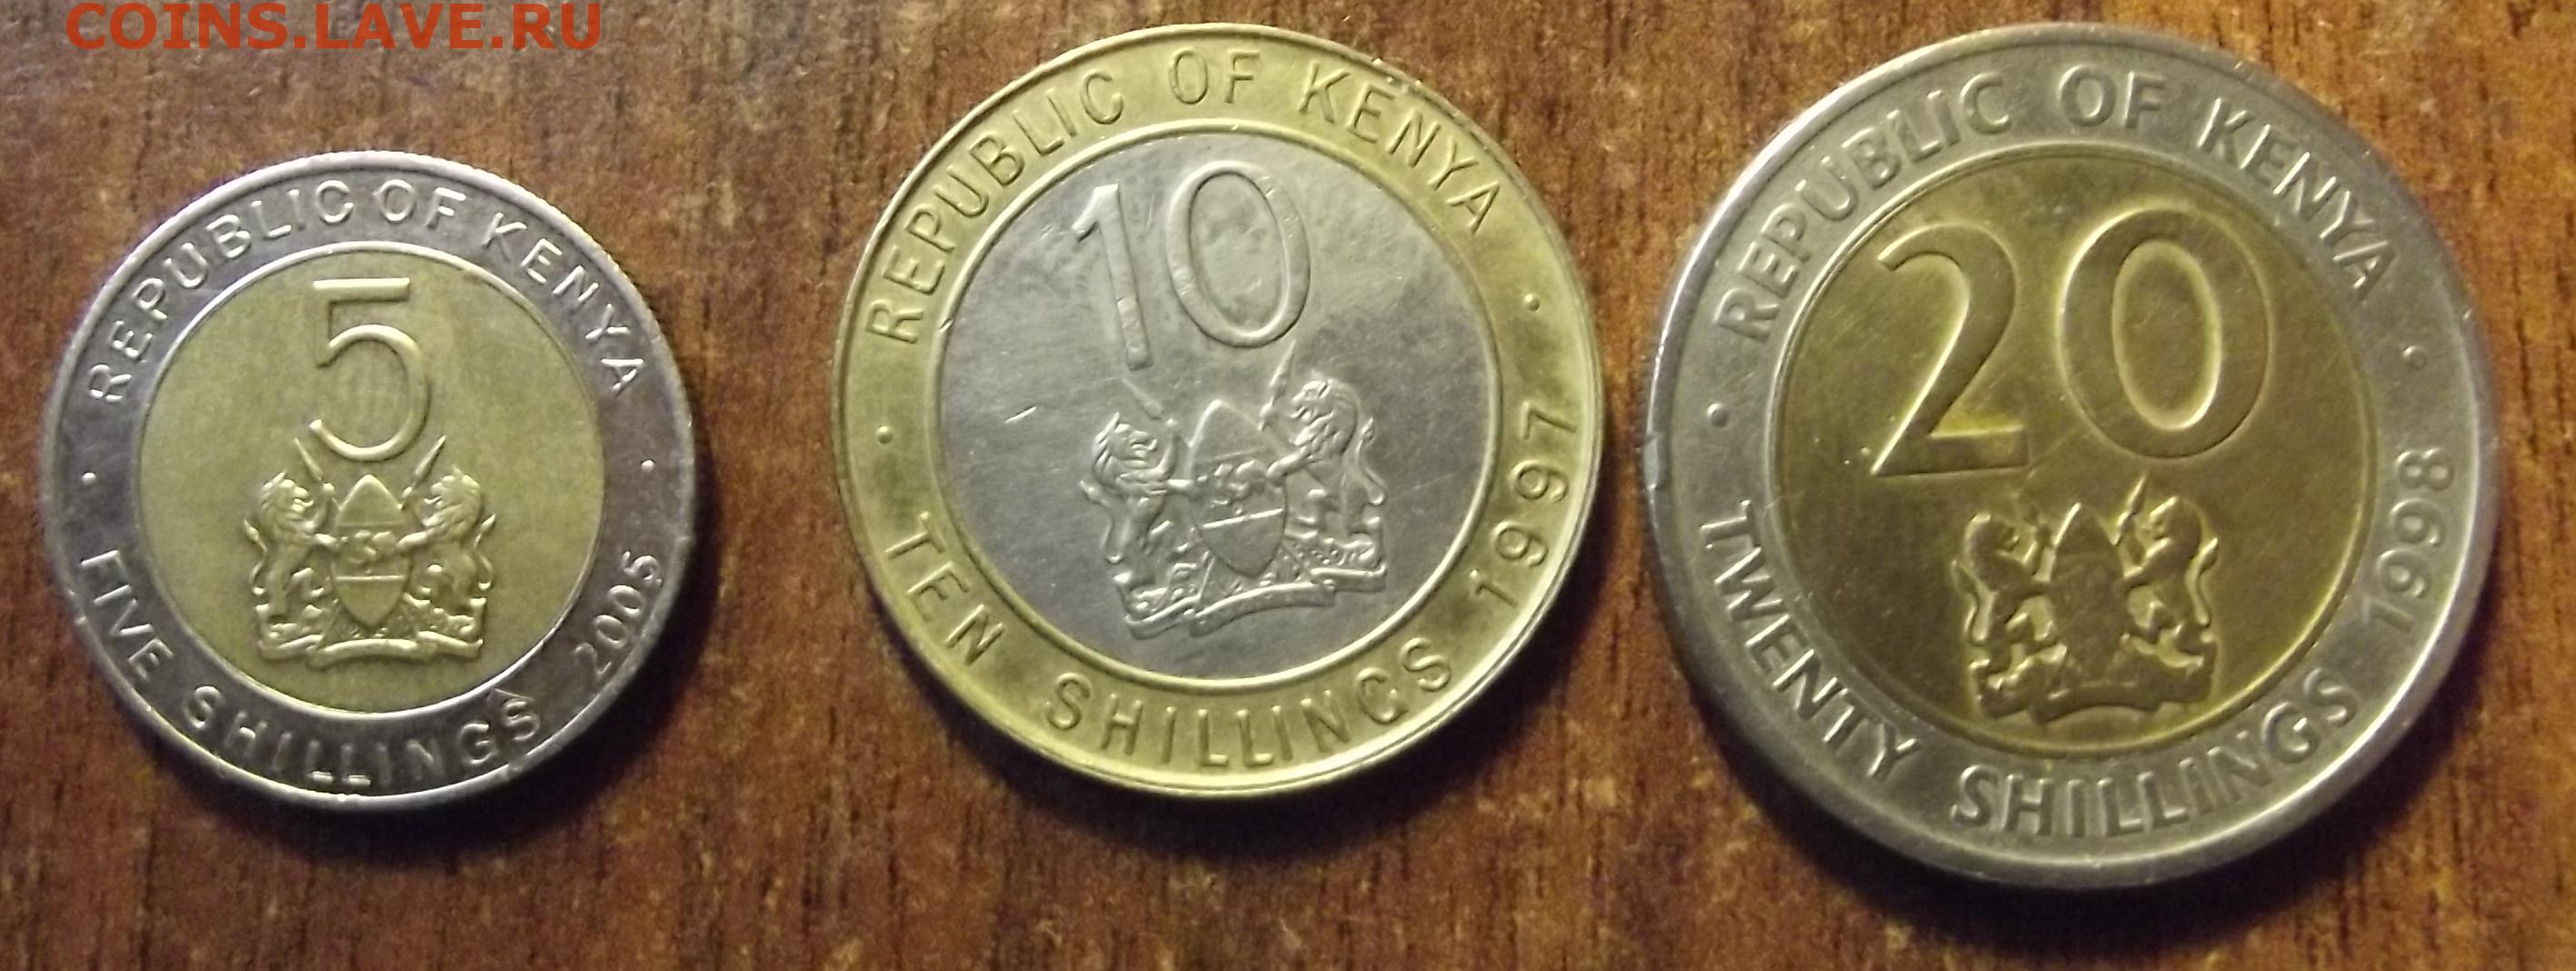 COINS.LAVE.RU
REPUBLIC OF KENYA
5
FIVE SHILLINGS 2005
REPUBLIC OF KENYA
10
TEN SHILLINGS 1997
REPUBLIC OF KENYA
20
TWENTY SHILLINGS 1998